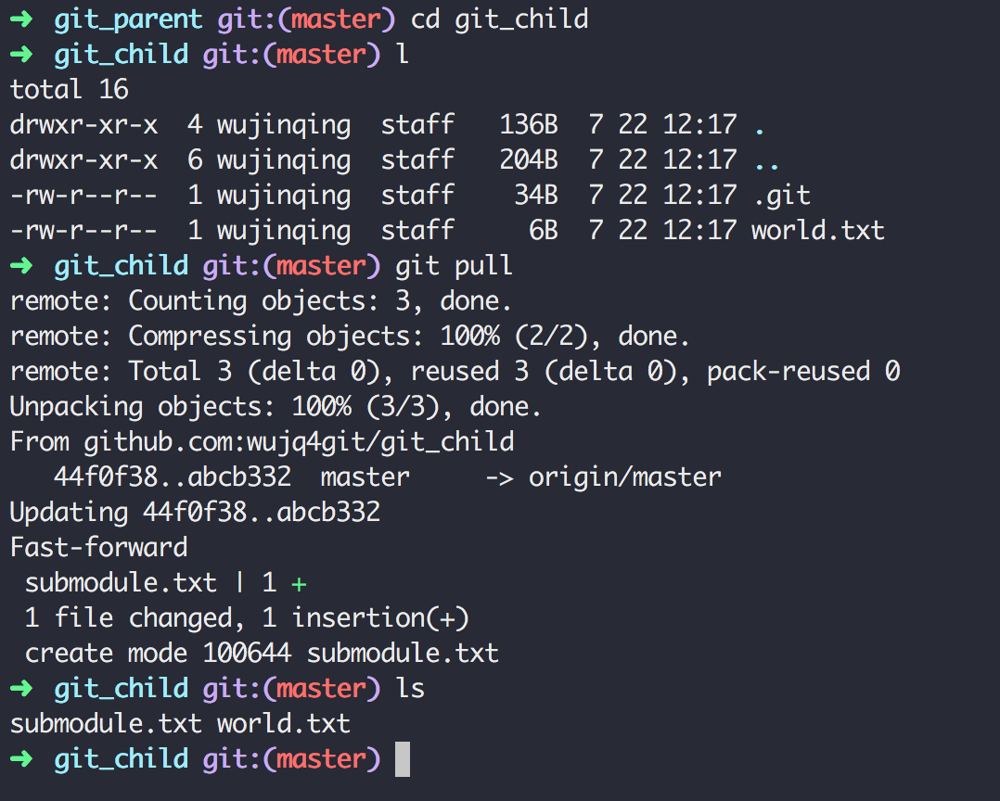 ➜  git_parent git:(master) cd git_child
➜  git_child git:(master) l
total 16
drwxr-xr-x  4 wujinqing  staff   136B  7 22 12:17 .
drwxr-xr-x  6 wujinqing  staff   204B  7 22 12:17 ..
-rw-r--r--  1 wujinqing  staff    34B  7 22 12:17 .git
-rw-r--r--  1 wujinqing  staff     6B  7 22 12:17 world.txt
➜  git_child git:(master) git pull
remote: Counting objects: 3, done.
remote: Compressing objects: 100% (2/2), done.
remote: Total 3 (delta 0), reused 3 (delta 0), pack-reused 0
Unpacking objects: 100% (3/3), done.
From github.com:wujq4git/git_child
   44f0f38..abcb332  master     -> origin/master
Updating 44f0f38..abcb332
Fast-forward
 submodule.txt | 1 +
 1 file changed, 1 insertion(+)
 create mode 100644 submodule.txt
➜  git_child git:(master) ls
submodule.txt world.txt
➜  git_child git:(master)